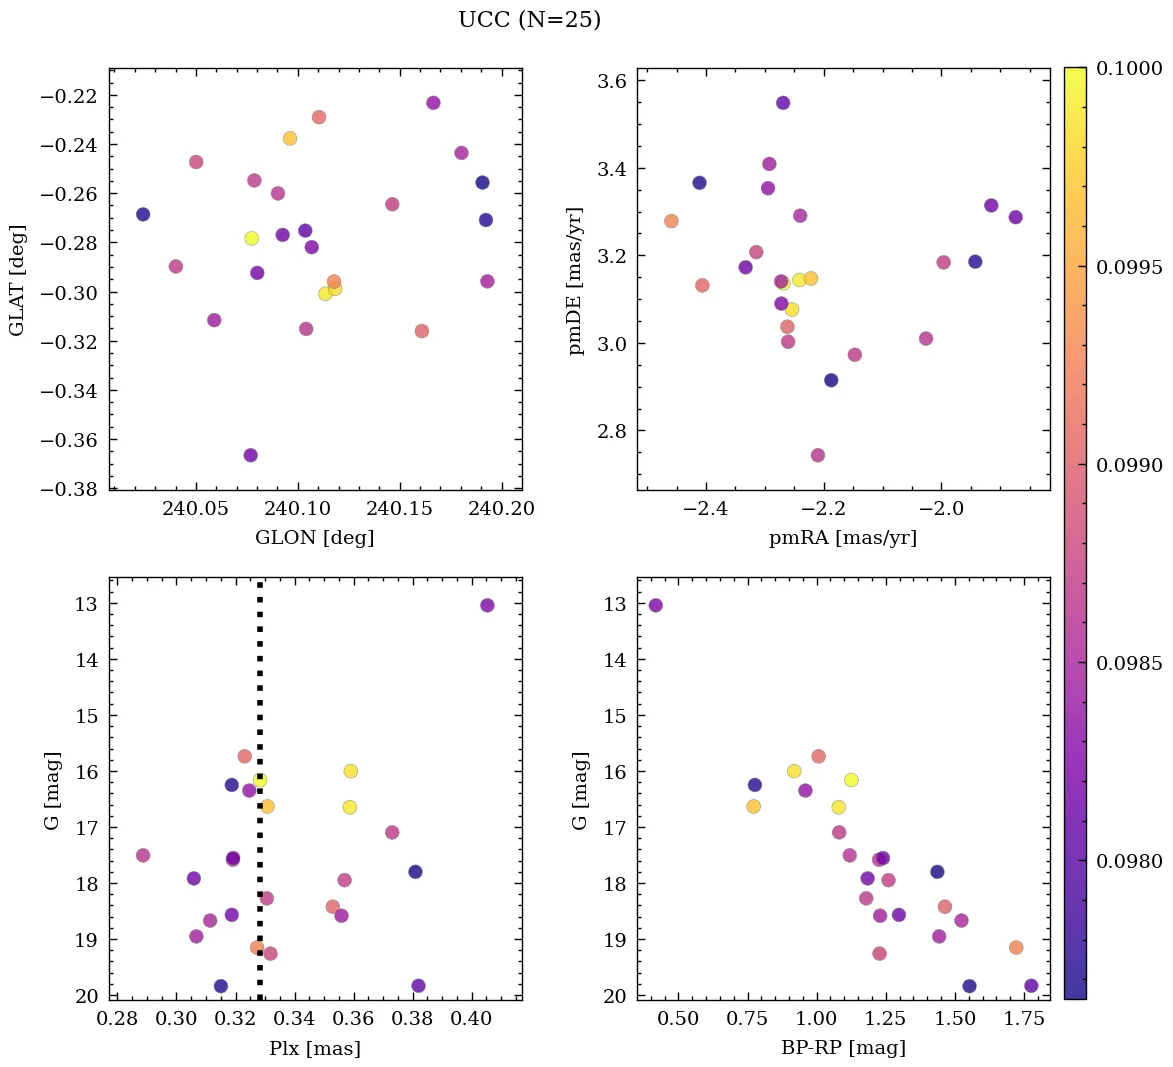 UCC (N=25)
−0.22
−0.24
−0.26
−0.28
−0.30
−0.32
−0.34
−0.36
−0.38
GLAT [deg]
240.05 240.10 240.15 240.20
GLON [deg]
3.6
3.4
3.2
3.0
2.8
pmDE [mas/yr]
−2.4 −2.2 −2.0
pmRA [mas/yr]
0.1000
0.0995
0.0990
0.0985
0.0980
13
14
15
16
17
18
19
20
G [mag]
0.28 0.30 0.32 0.34 0.36 0.38 0.40
Plx [mas]
13
14
15
16
17
18
19
20
G [mag]
0.50 0.75 1.00 1.25 1.50 1.75
BP-RP [mag]